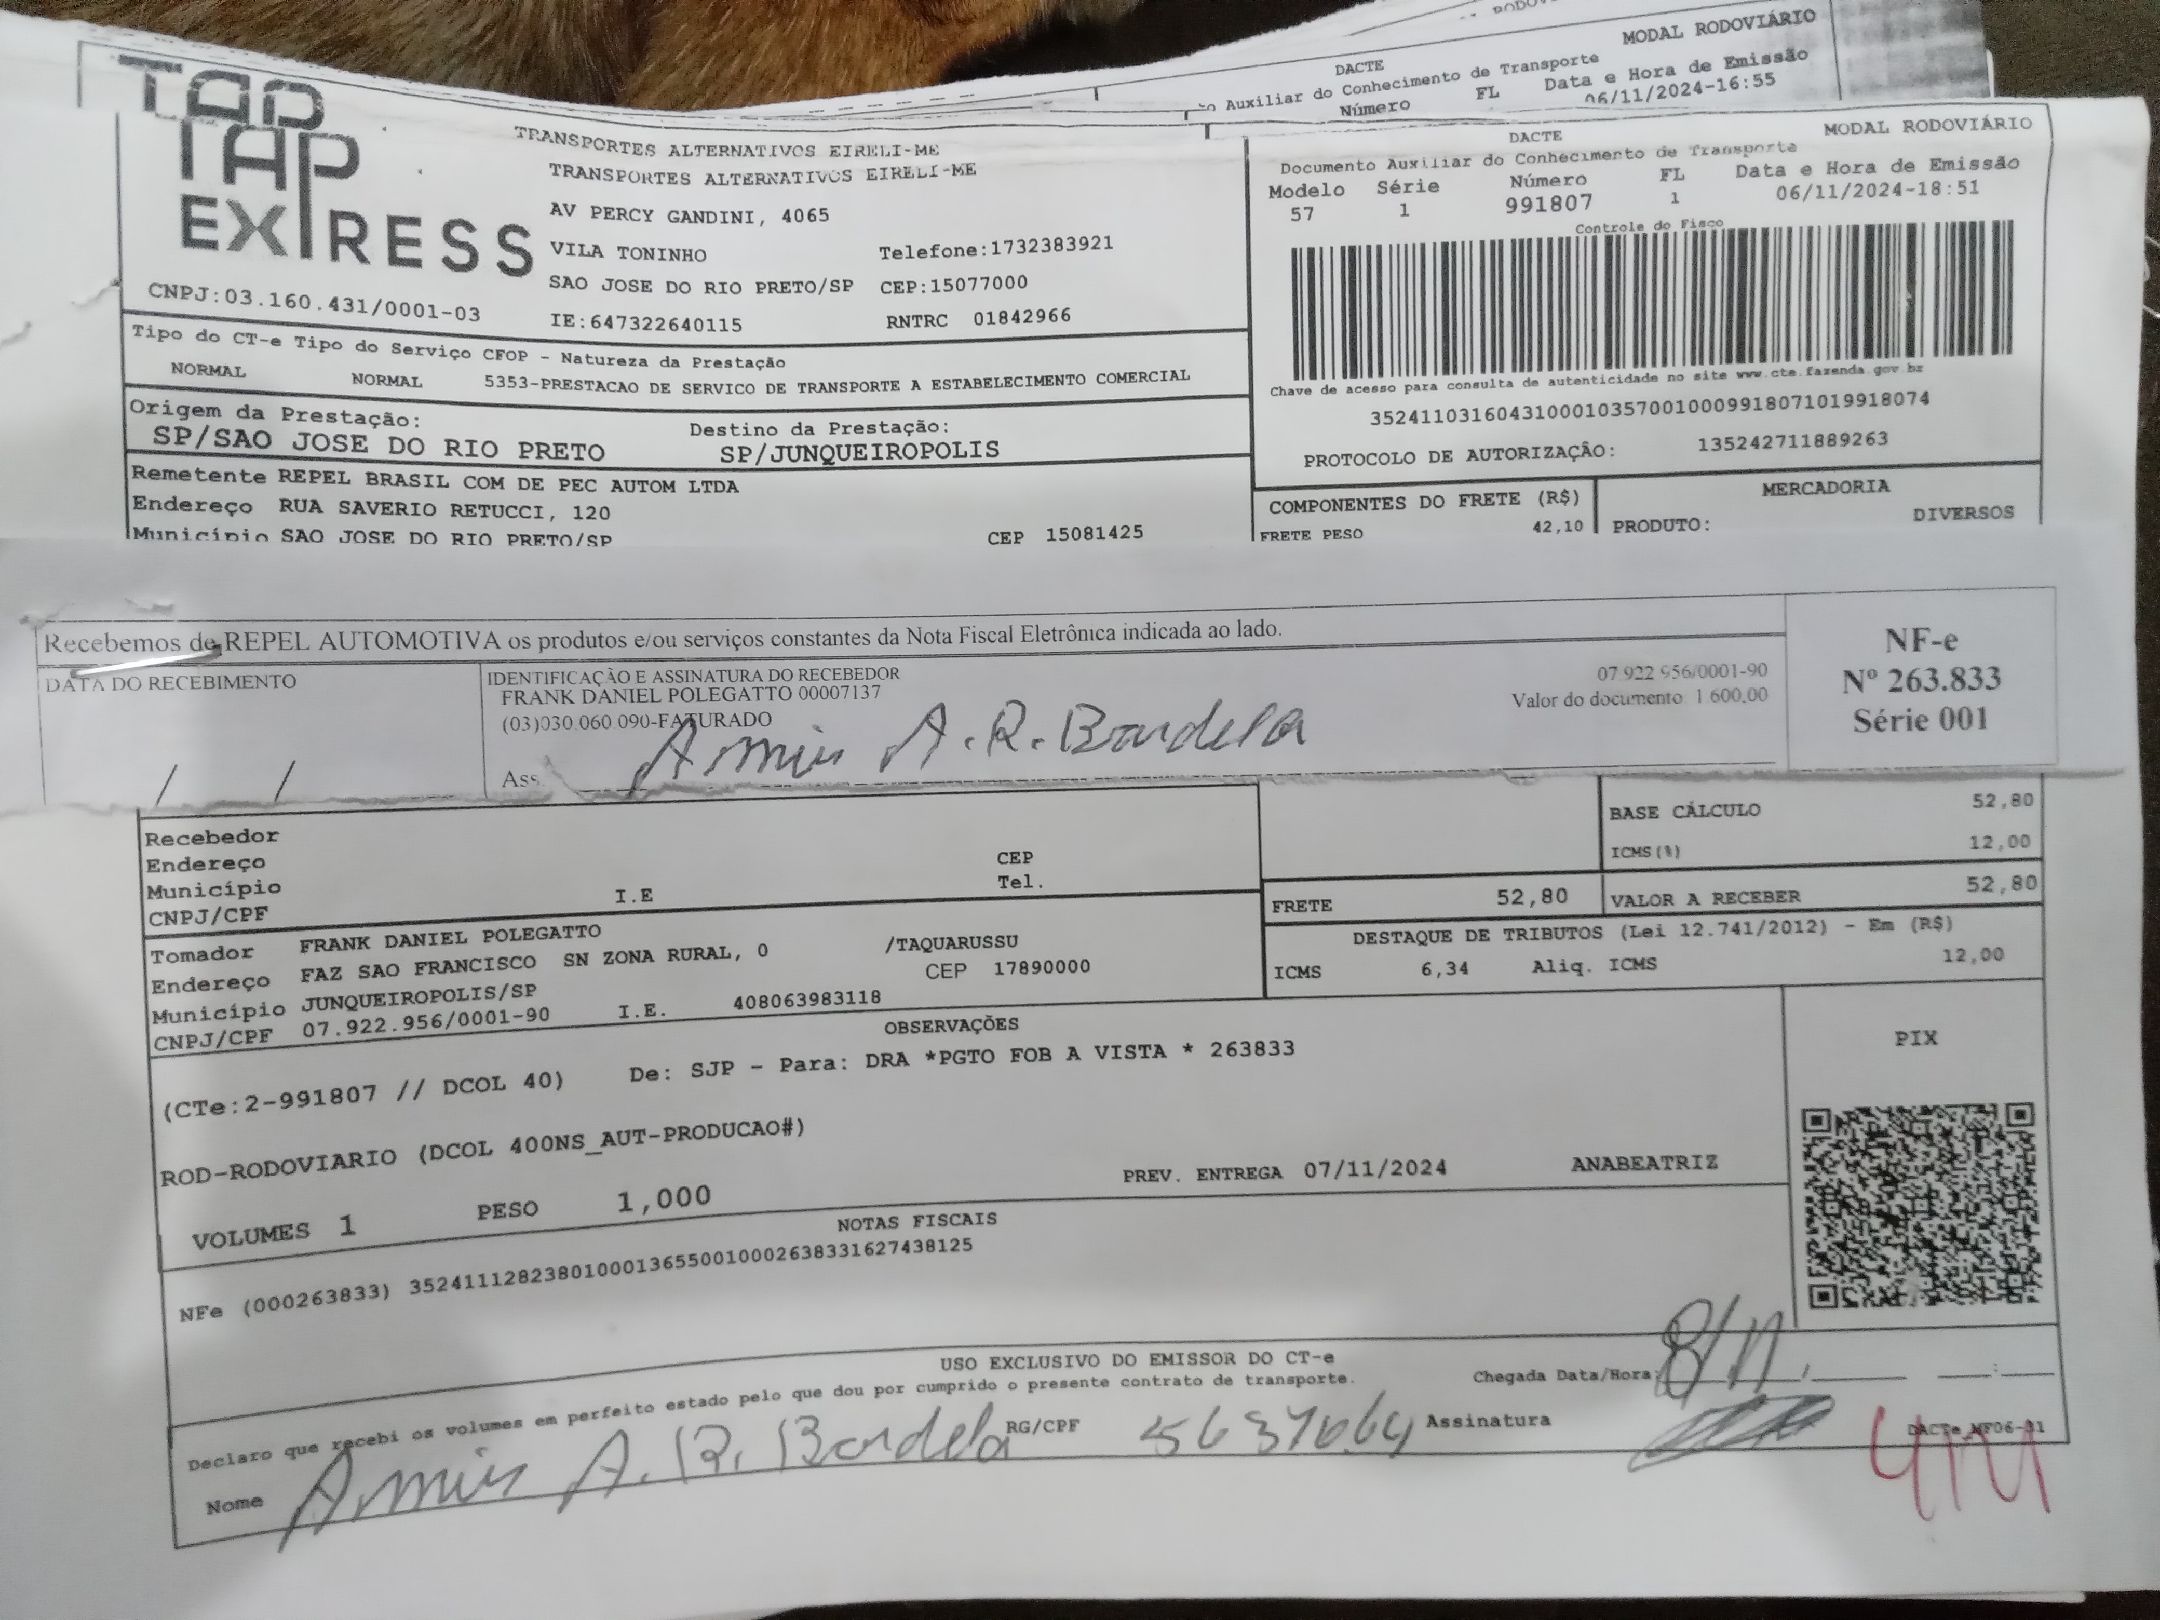 MODAL RODOVIÁRIO
DACTE
Auxiliar do Conhecimento de Transporte
Número FL Data e Hora de Emissão
06/11/2024-16:55
TAP
TAP
EXPRESS
CNPJ:03.160.431/0001-03
TRANSPORTES ALTERNATIVOS EIRELI-ME
TRANSPORTES ALTERNATIVOS EIRELI-ME
AV PERCY GANDINI, 4065
VILA TONINHO Telefone:1732383921
SAO JOSE DO RIO PRETO/SP CEP:15077000
IE:647322640115 RNTRC 01842966
DACTE MODAL RODOVIÁRIO
Documento Auxiliar do Conhecimento de Transporte
Modelo Série Número FL Data e Hora de Emissão
57 1 991807 1 06/11/2024-18:51
Controle do Fisco
Chave de acesso para consulta de autenticidade no site www.cte.fazenda.gov.br
35241103160431000103570010009918071019918074
PROTOCOLO DE AUTORIZAÇÂO: 135242711889263
Tipo do CT-e Tipo do Serviço CFOP - Natureza da Prestação
NORMAL NORMAL 5353-PRESTACAO DE SERVICO DE TRANSPORTE A ESTABELECIMENTO COMERCIAL
Origem da Prestação: Destino da Prestação:
SP/SAO JOSE DO RIO PRETO SP/JUNQUEIROPOLIS
Remetente REPEL BRASIL COM DE PEC AUTOM LTDA
Endereço RUA SAVERIO RETUCCI, 120
Município SAO JOSE DO RIO PRETO/SP CEP 15081425
COMPONENTES DO FRETE (R$) MERCADORIA
FRETE PESO 42,10 PRODUTO: DIVERSOS
Recebemos de REPEL AUTOMOTIVA os produtos e/ou serviços constantes da Nota Fiscal Eletrônica indicada ao lado.
DATA DO RECEBIMENTO
/ /
IDENTIFICAÇÃO E ASSINATURA DO RECEBEDOR
FRANK DANIEL POLEGATTO 00007137
(03)030.060.090-FATURADO
07.922.956/0001-90
Valor do documento 1.600,00
Ass. A. R. Bardela
NF-e
Nº 263.833
Série 001
Recebedor
Endereço CEP
Município I.E Tel.
CNPJ/CPF
BASE CÁLCULO 52,80
ICMS(%) 12,00
FRETE 52,80 VALOR A RECEBER 52,80
DESTAQUE DE TRIBUTOS (Lei 12.741/2012) - Em (R$)
ICMS 6,34 Aliq. ICMS 12,00
Tomador FRANK DANIEL POLEGATTO
Endereço FAZ SAO FRANCISCO SN ZONA RURAL, 0 /TAQUARUSSU
Município JUNQUEIROPOLIS/SP CEP 17890000
CNPJ/CPF 07.922.956/0001-90 I.E. 408063983118
OBSERVAÇÕES
(CTe:2-991807 // DCOL 40) De: SJP - Para: DRA *PGTO FOB A VISTA * 263833
ROD-RODOVIARIO (DCOL 400NS_AUT-PRODUCAO#)
PREV. ENTREGA 07/11/2024 ANABEATRIZ
VOLUMES 1 PESO 1,000
PIX
NOTAS FISCAIS
NFe (000263833) 35241112823801000136550010002638331627438125
USO EXCLUSIVO DO EMISSOR DO CT-e
Declaro que recebi os volumes em perfeito estado pelo que dou por cumprido o presente contrato de transporte.
Chegada Data/Hora: 8/11
Nome A. R. Bardela RG/CPF Assinatura
DACTe_MF06-31